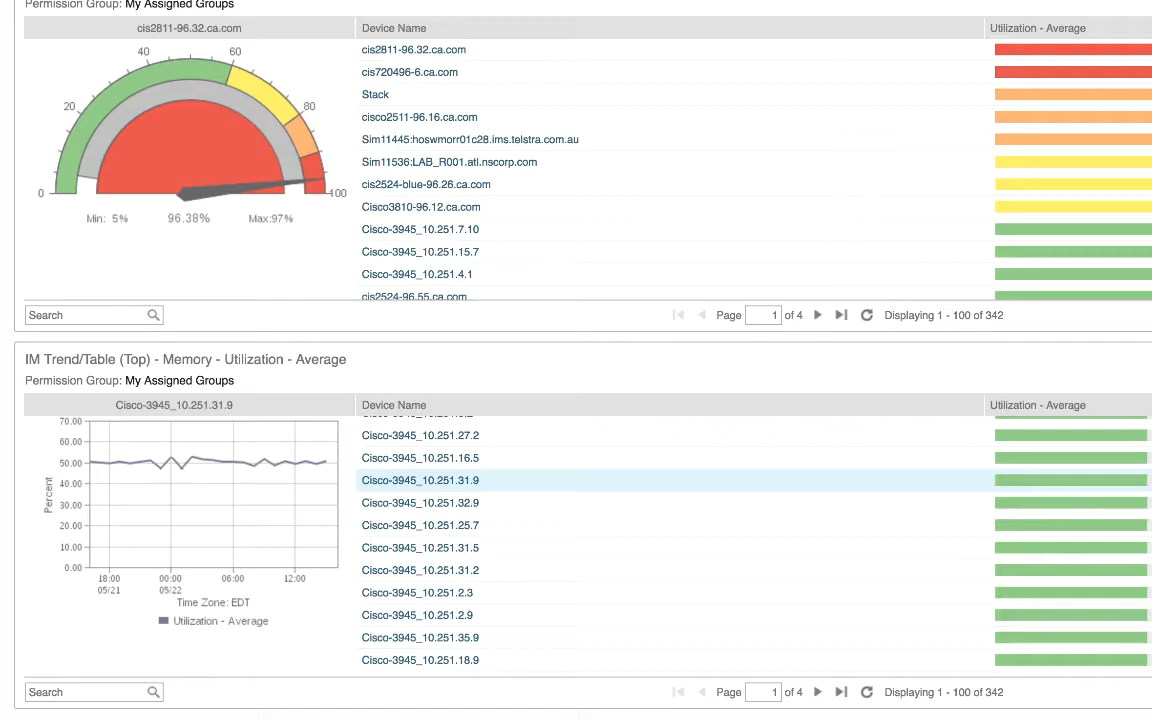 Permission Group: My Assigned Groups
cis2811-96.32.ca.com
Device Name
Utilization - Average
0
20
40
60
80
100
Min: 5%
96.38%
Max:97%
cis2811-96.32.ca.com
cis720496-6.ca.com
Stack
cisco2511-96.16.ca.com
Sim11445:hoswmorr01c28.ims.telstra.com.au
Sim11536:LAB_R001.atl.nscorp.com
cis2524-blue-96.26.ca.com
Cisco3810-96.12.ca.com
Cisco-3945_10.251.7.10
Cisco-3945_10.251.15.7
Cisco-3945_10.251.4.1
cis2524-96.55.ca.com
Search
Page 1 of 4
Displaying 1 - 100 of 342
IM Trend/Table (Top) - Memory - Utilization - Average
Permission Group: My Assigned Groups
Cisco-3945_10.251.31.9
Device Name
Utilization - Average
70.00
60.00
50.00
40.00
30.00
20.00
10.00
0.00
Percent
18:00
05/21
00:00
05/22
06:00
12:00
Time Zone: EDT
Utilization - Average
Cisco-3945_10.251.27.2
Cisco-3945_10.251.16.5
Cisco-3945_10.251.31.9
Cisco-3945_10.251.32.9
Cisco-3945_10.251.25.7
Cisco-3945_10.251.31.5
Cisco-3945_10.251.31.2
Cisco-3945_10.251.2.3
Cisco-3945_10.251.2.9
Cisco-3945_10.251.35.9
Cisco-3945_10.251.18.9
Search
Page 1 of 4
Displaying 1 - 100 of 342